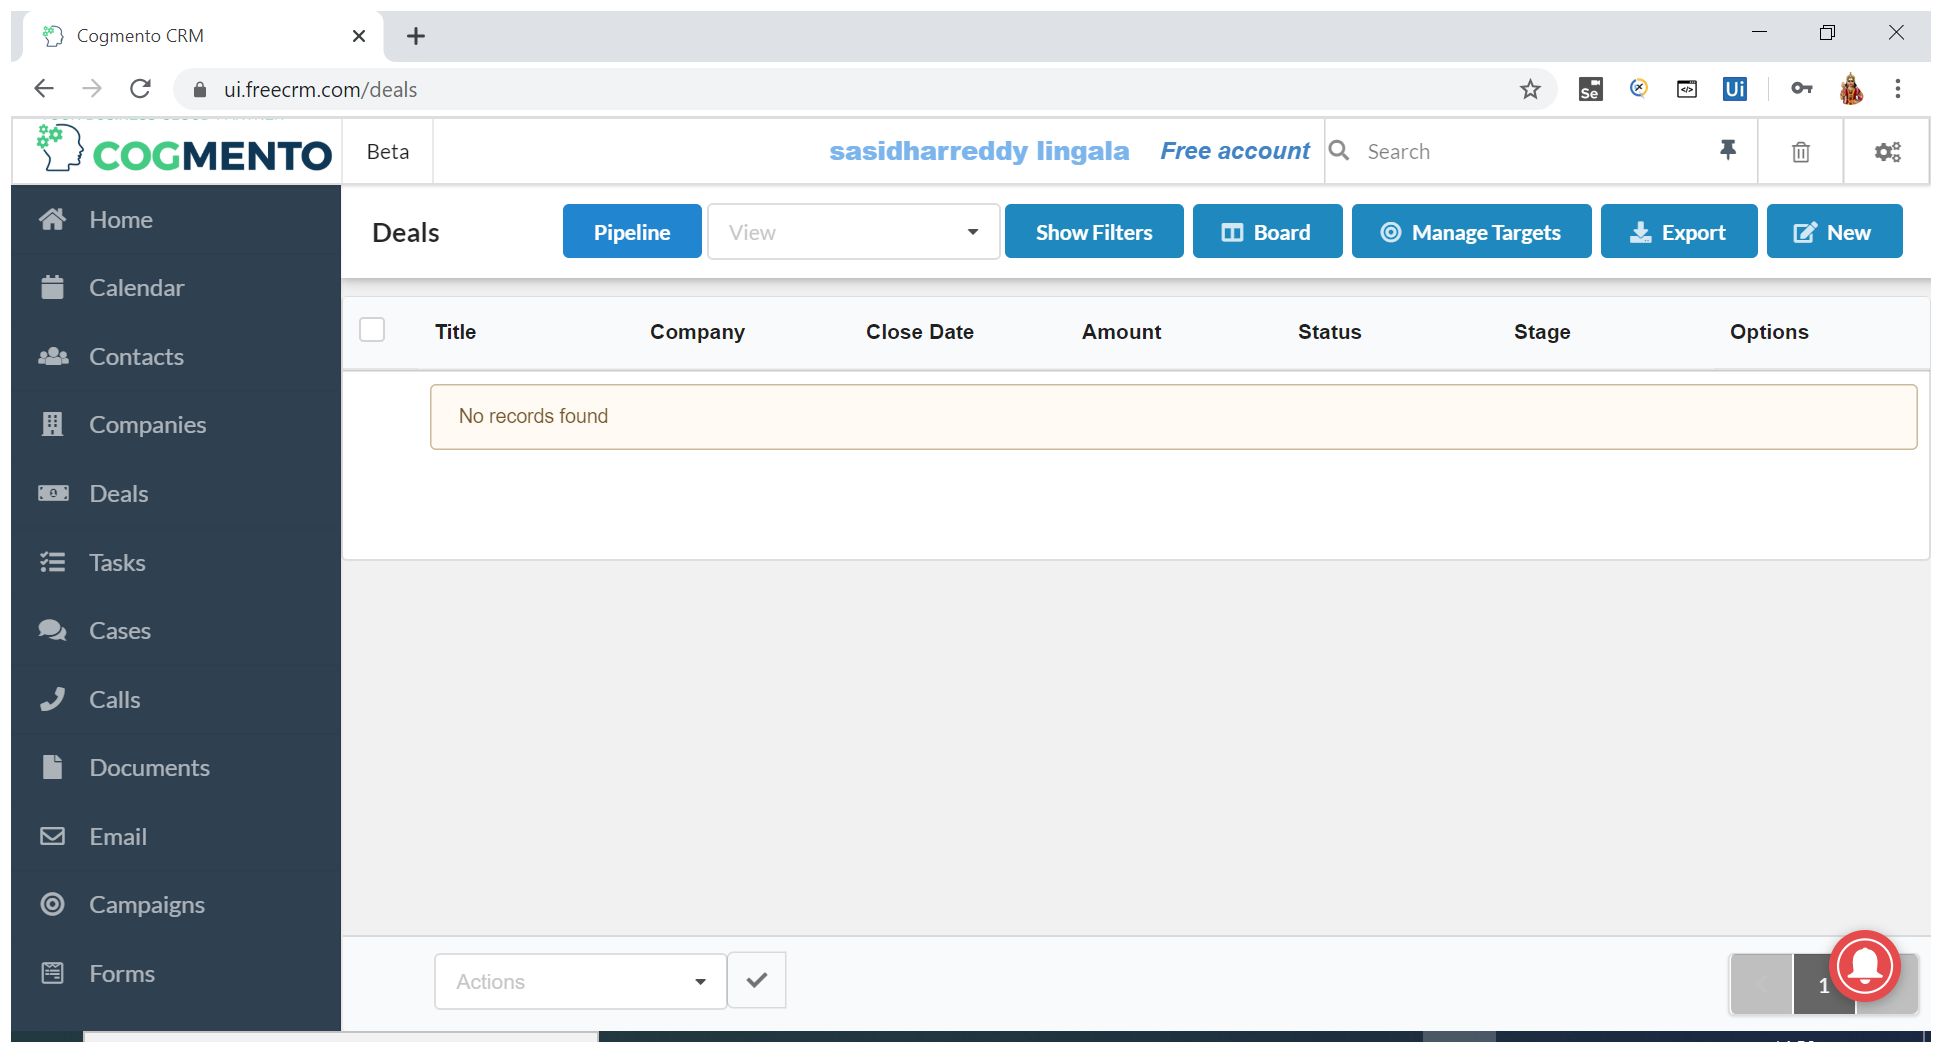 Cogmento CRM
ui.freecrm.com/deals
Se
Ui
COGMENTO
Beta
sasidharreddy lingala Free account
Search
Home
Calendar
Contacts
Companies
Deals
Tasks
Cases
Calls
Documents
Email
Campaigns
Forms
Deals
Pipeline
View
Show Filters
Board
Manage Targets
Export
New
Title Company Close Date Amount Status Stage Options
No records found
Actions
1